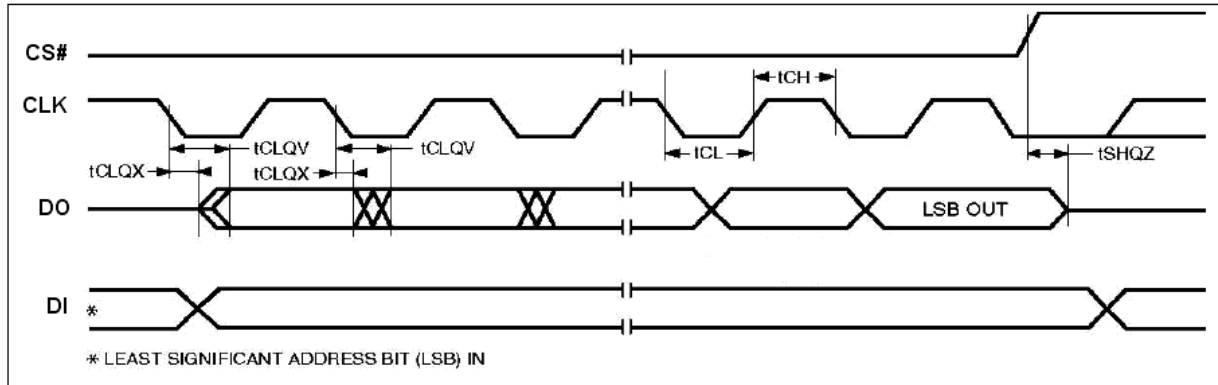 CS#
tCH
CLK
tCLQV
tCLQV
tCL
tSHQZ
tCLQX
tCLQX
DO
LSB OUT
DI
*
* LEAST SIGNIFICANT ADDRESS BIT (LSB) IN